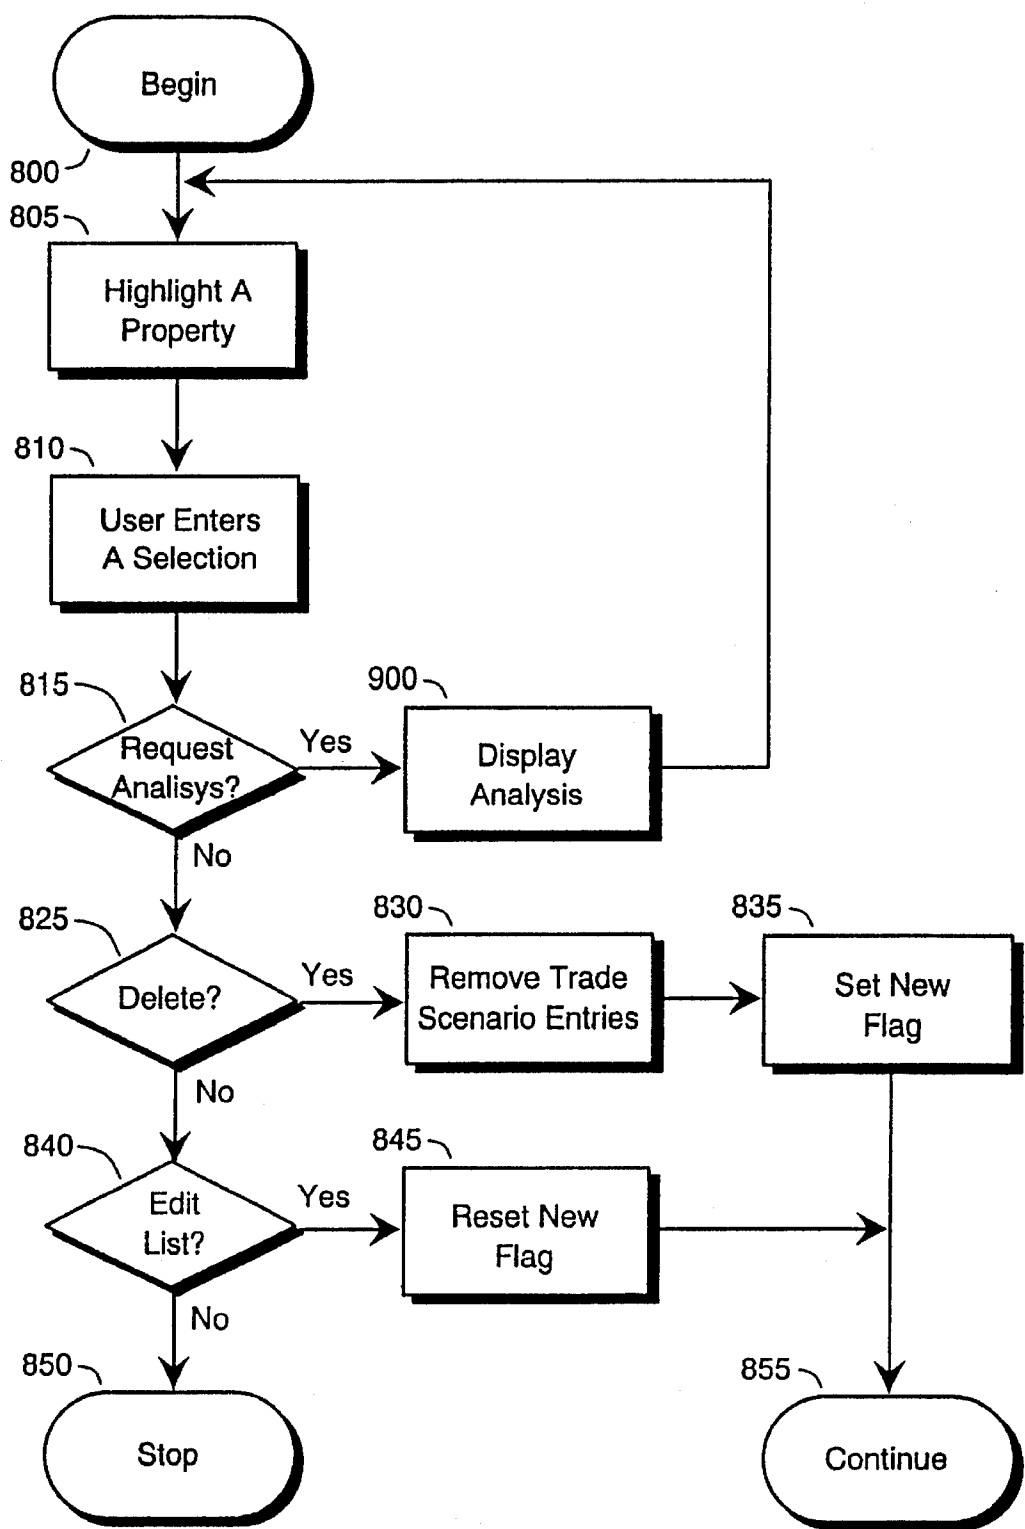 Begin
800
805
Highlight A
Property
810
User Enters
A Selection
815
Request
Analisys?
Yes
900
Display
Analysis
No
825
Delete?
Yes
830
Remove Trade
Scenario Entries
835
Set New
Flag
No
840
Edit
List?
Yes
845
Reset New
Flag
No
850
Stop
855
Continue